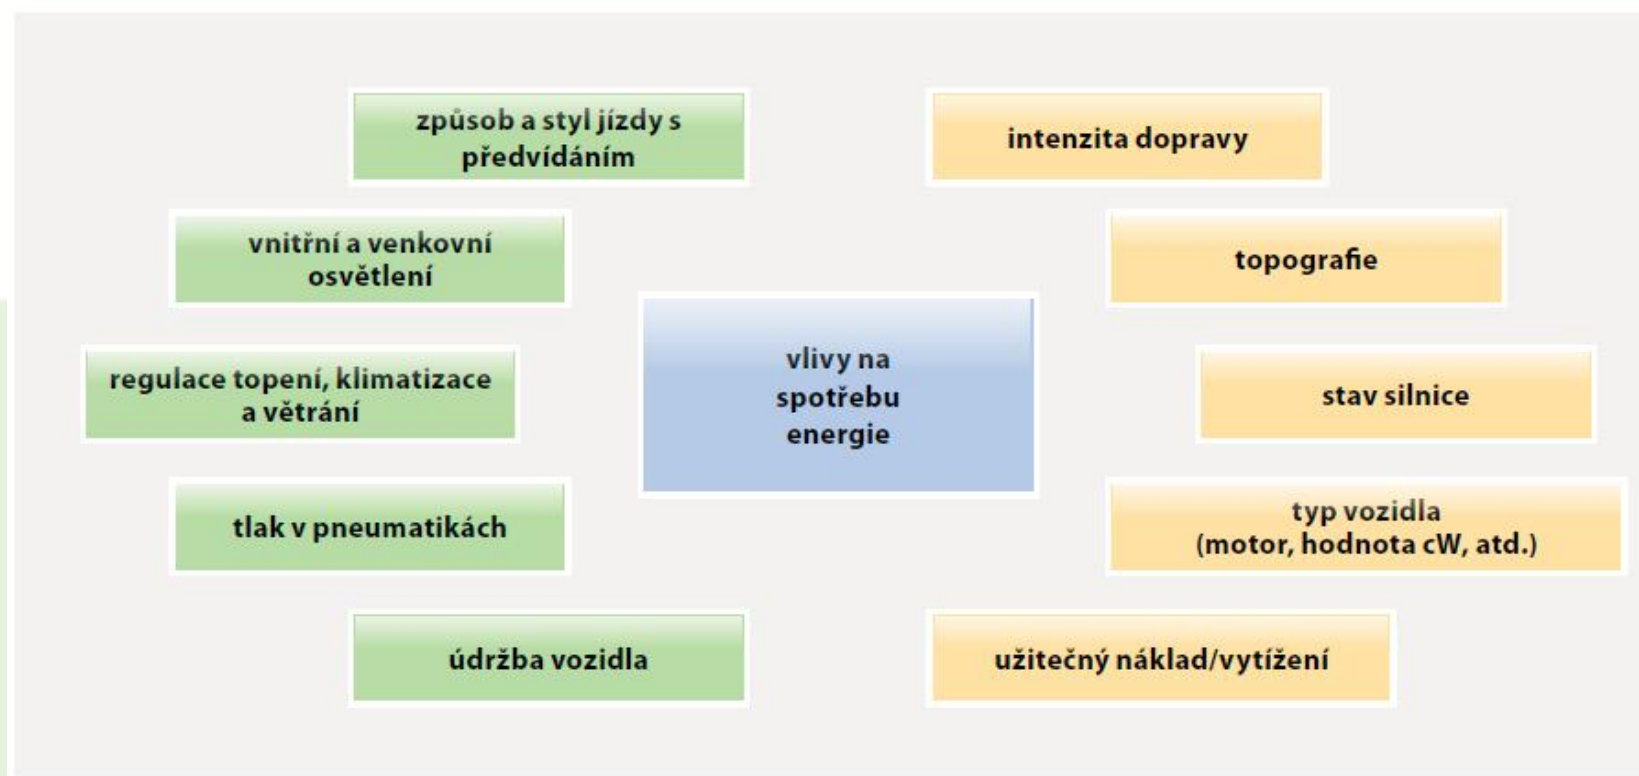 způsob a styl jízdy s
předvídáním
intenzita dopravy
vnitřní a venkovní
osvětlení
topografie
vlivy na
spotřebu
energie
regulace topení, klimatizace
a větrání
stav silnice
tlak v pneumatikách
typ vozidla
(motor, hodnota cW, atd.)
údržba vozidla
užitečný náklad/vytížení